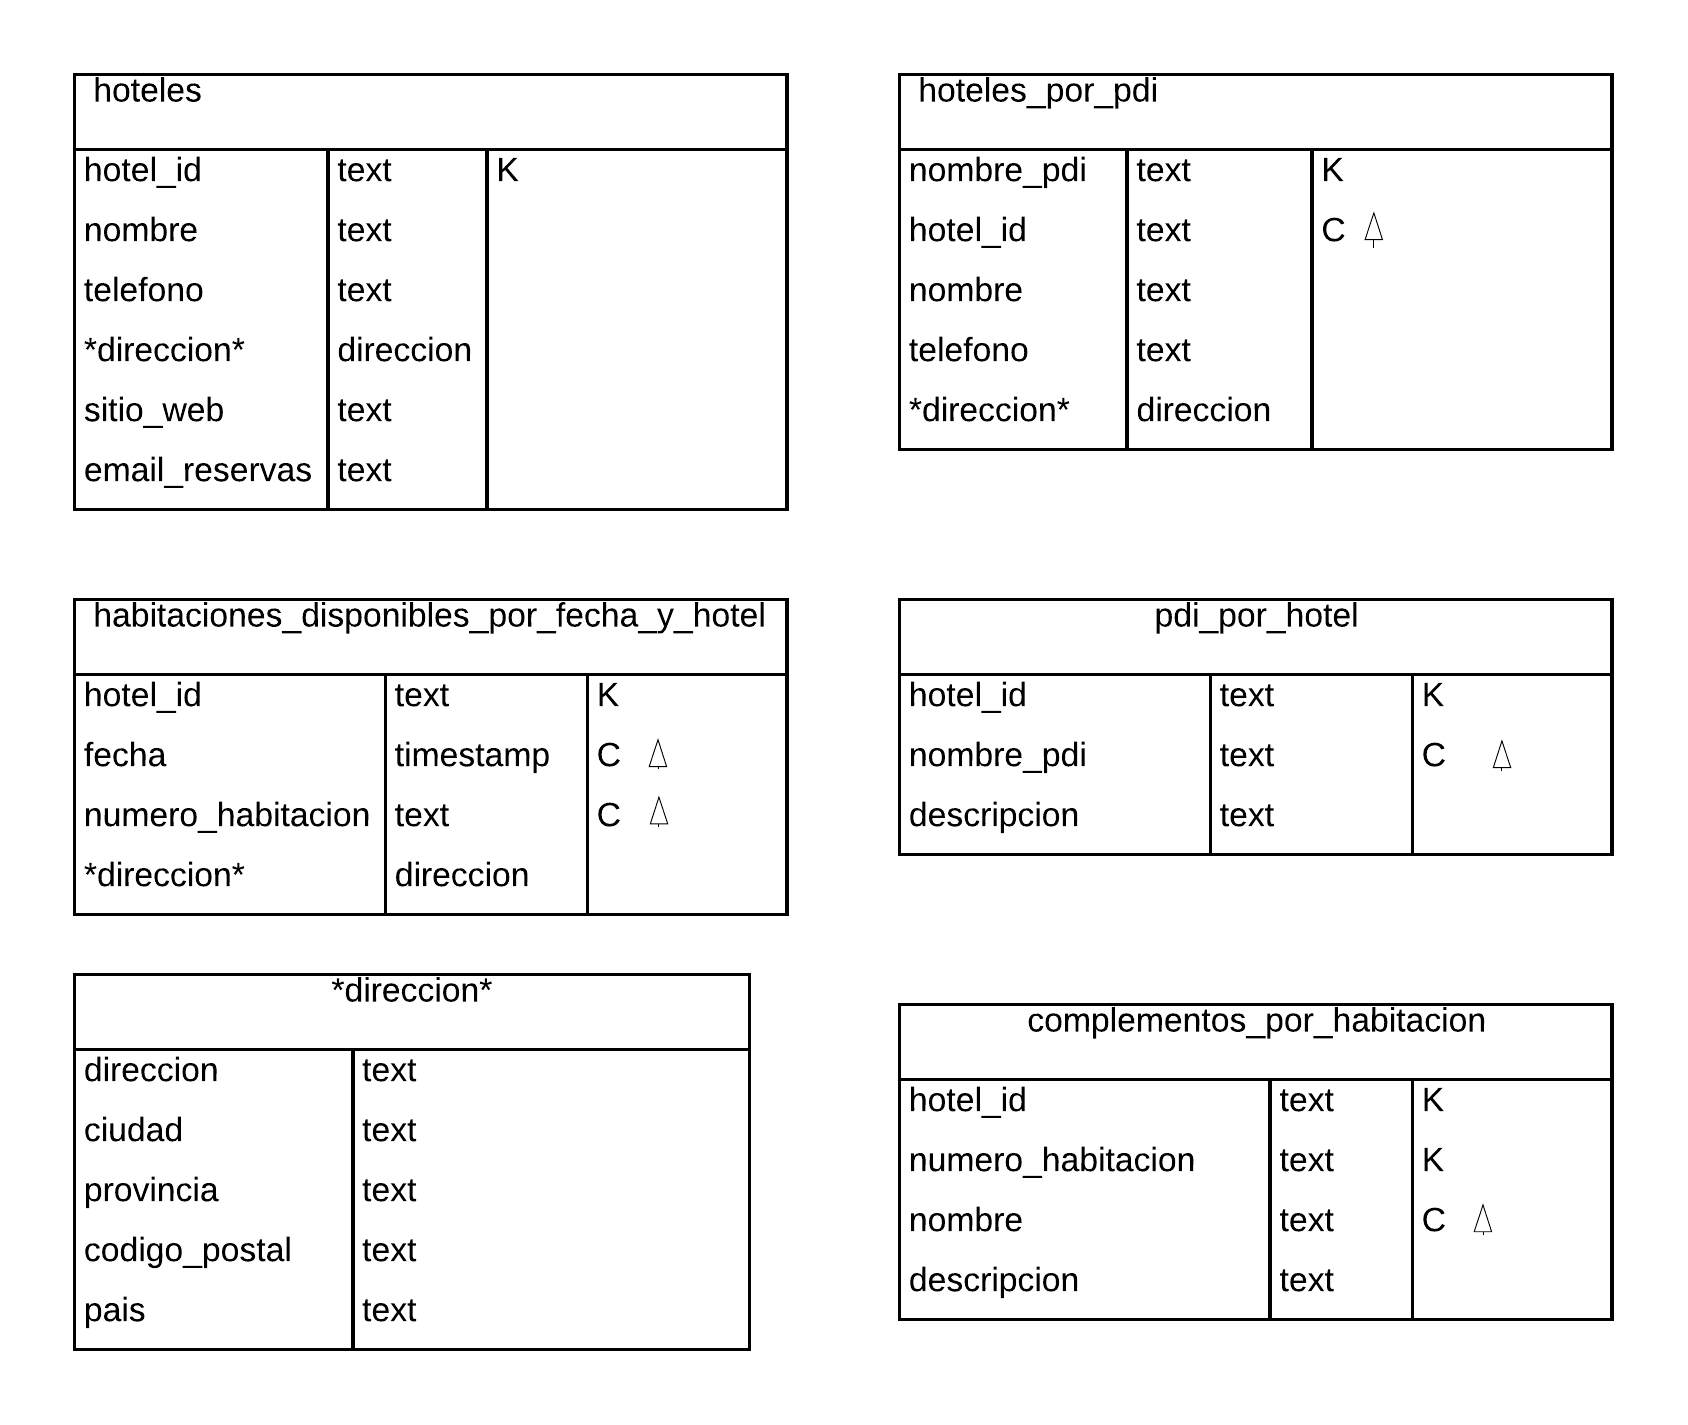 hoteles
hotel_id text K
nombre text
telefono text
*direccion* direccion
sitio_web text
email_reservas text
hoteles_por_pdi
nombre_pdi text K
hotel_id text C
nombre text
telefono text
*direccion* direccion
habitaciones_disponibles_por_fecha_y_hotel
hotel_id text K
fecha timestamp C
numero_habitacion text C
*direccion* direccion
pdi_por_hotel
hotel_id text K
nombre_pdi text C
descripcion text
*direccion*
direccion text
ciudad text
provincia text
codigo_postal text
pais text
complementos_por_habitacion
hotel_id text K
numero_habitacion text K
nombre text C
descripcion text